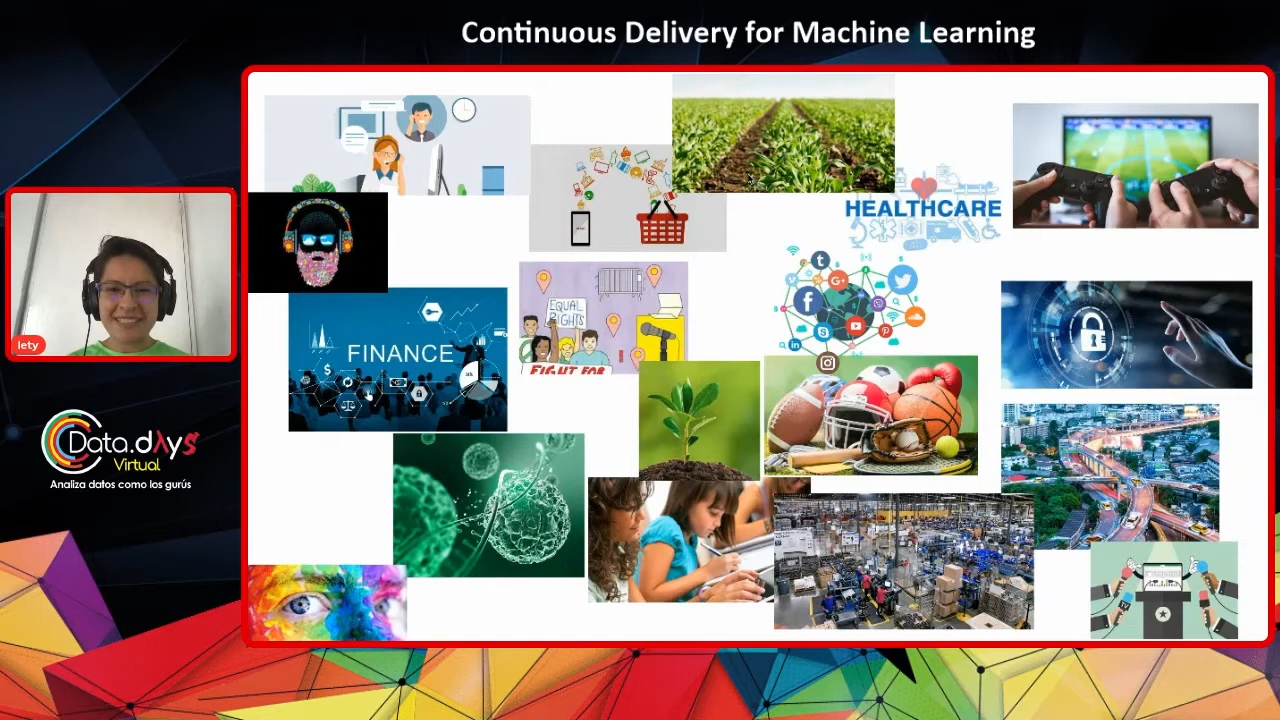 Continuous Delivery for Machine Learning
HEALTHCARE
EQUAL
RIGHTS
FIGHT FOR
FINANCE
$
lety
Data.dAys
Virtual
Analiza datos como los gurús
t
G+
f
in